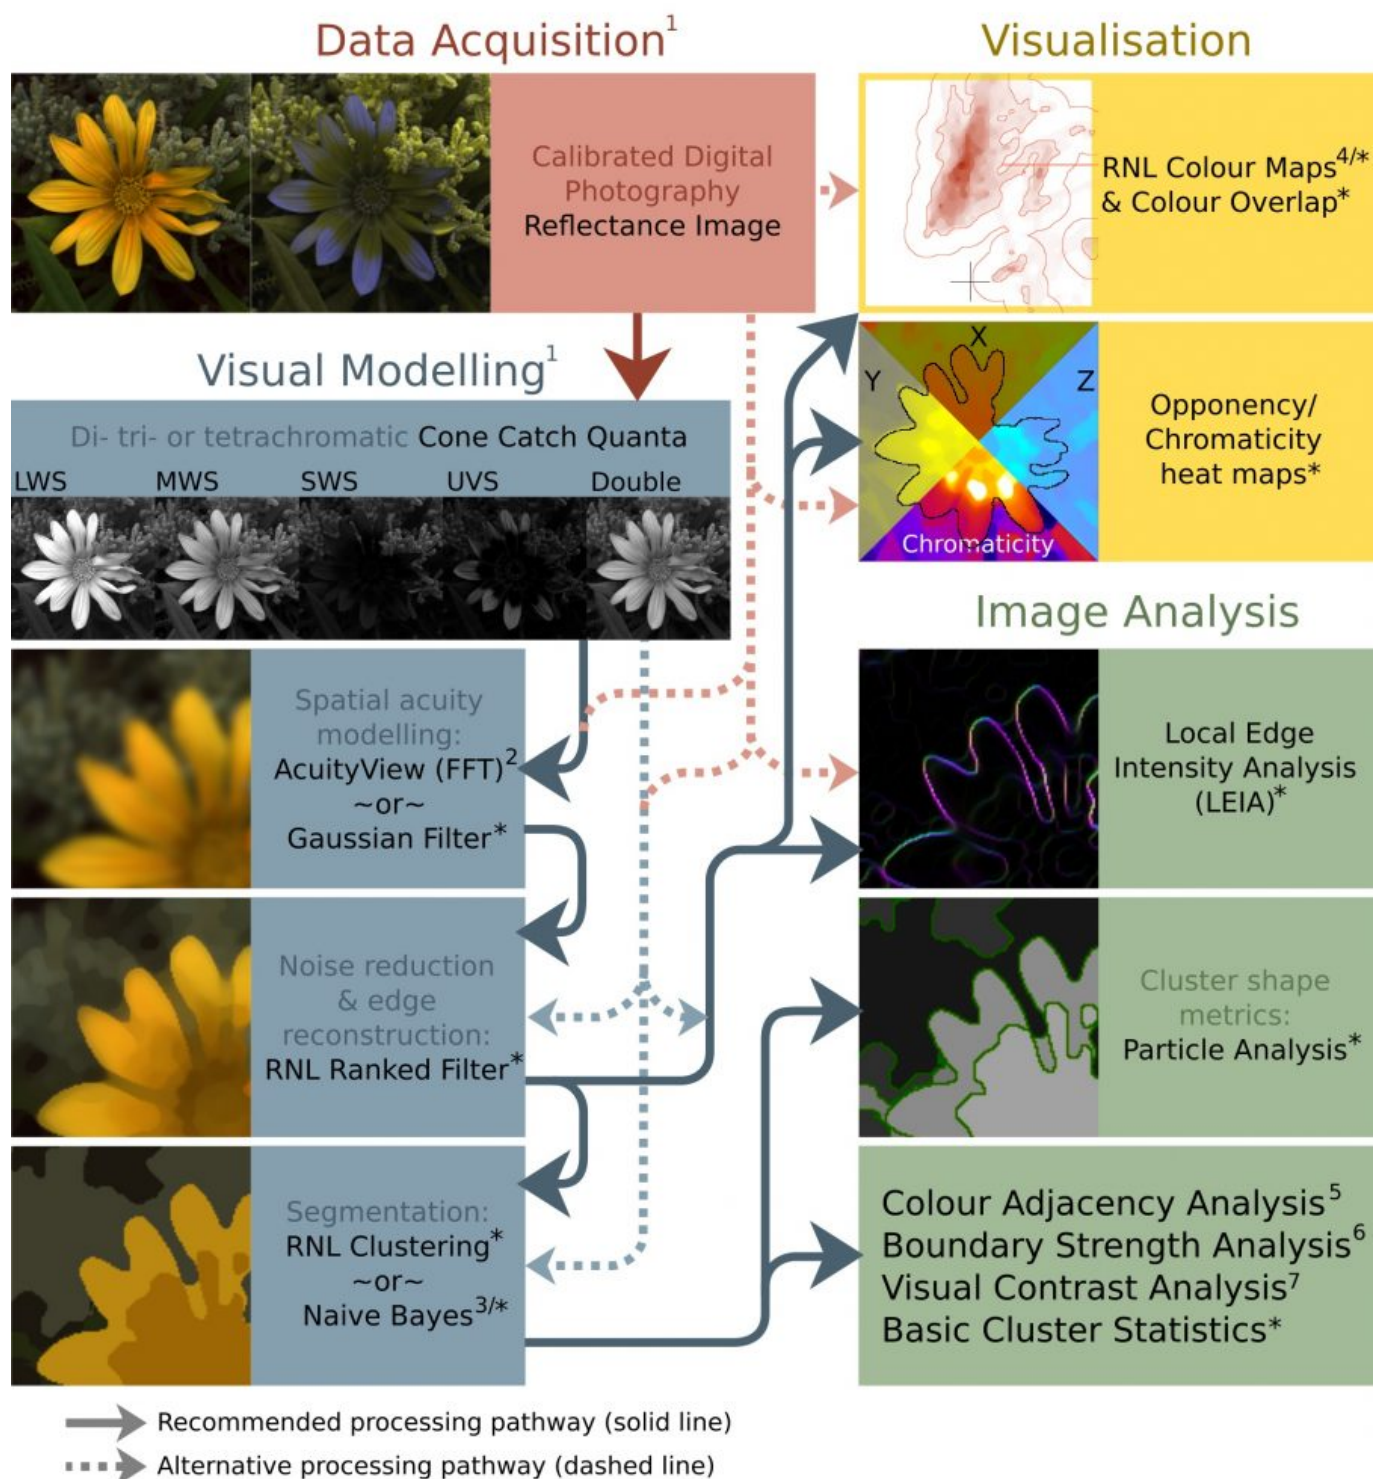 Data Acquisition1
Calibrated Digital
Photography
Reflectance Image
Visualisation
RNL Colour Maps4/*
& Colour Overlap*
X
Y
Z
Chromaticity
Opponency/
Chromaticity
heat maps*
Visual Modelling1
Di- tri- or tetrachromatic Cone Catch Quanta
LWS MWS SWS UVS Double
Spatial acuity
modelling:
AcuityView (FFT)2
~or~
Gaussian Filter*
Noise reduction
& edge
reconstruction:
RNL Ranked Filter*
Segmentation:
RNL Clustering*
~or~
Naive Bayes3/*
Image Analysis
Local Edge
Intensity Analysis
(LEIA)*
Cluster shape
metrics:
Particle Analysis*
Colour Adjacency Analysis5
Boundary Strength Analysis6
Visual Contrast Analysis7
Basic Cluster Statistics*
Recommended processing pathway (solid line)
Alternative processing pathway (dashed line)